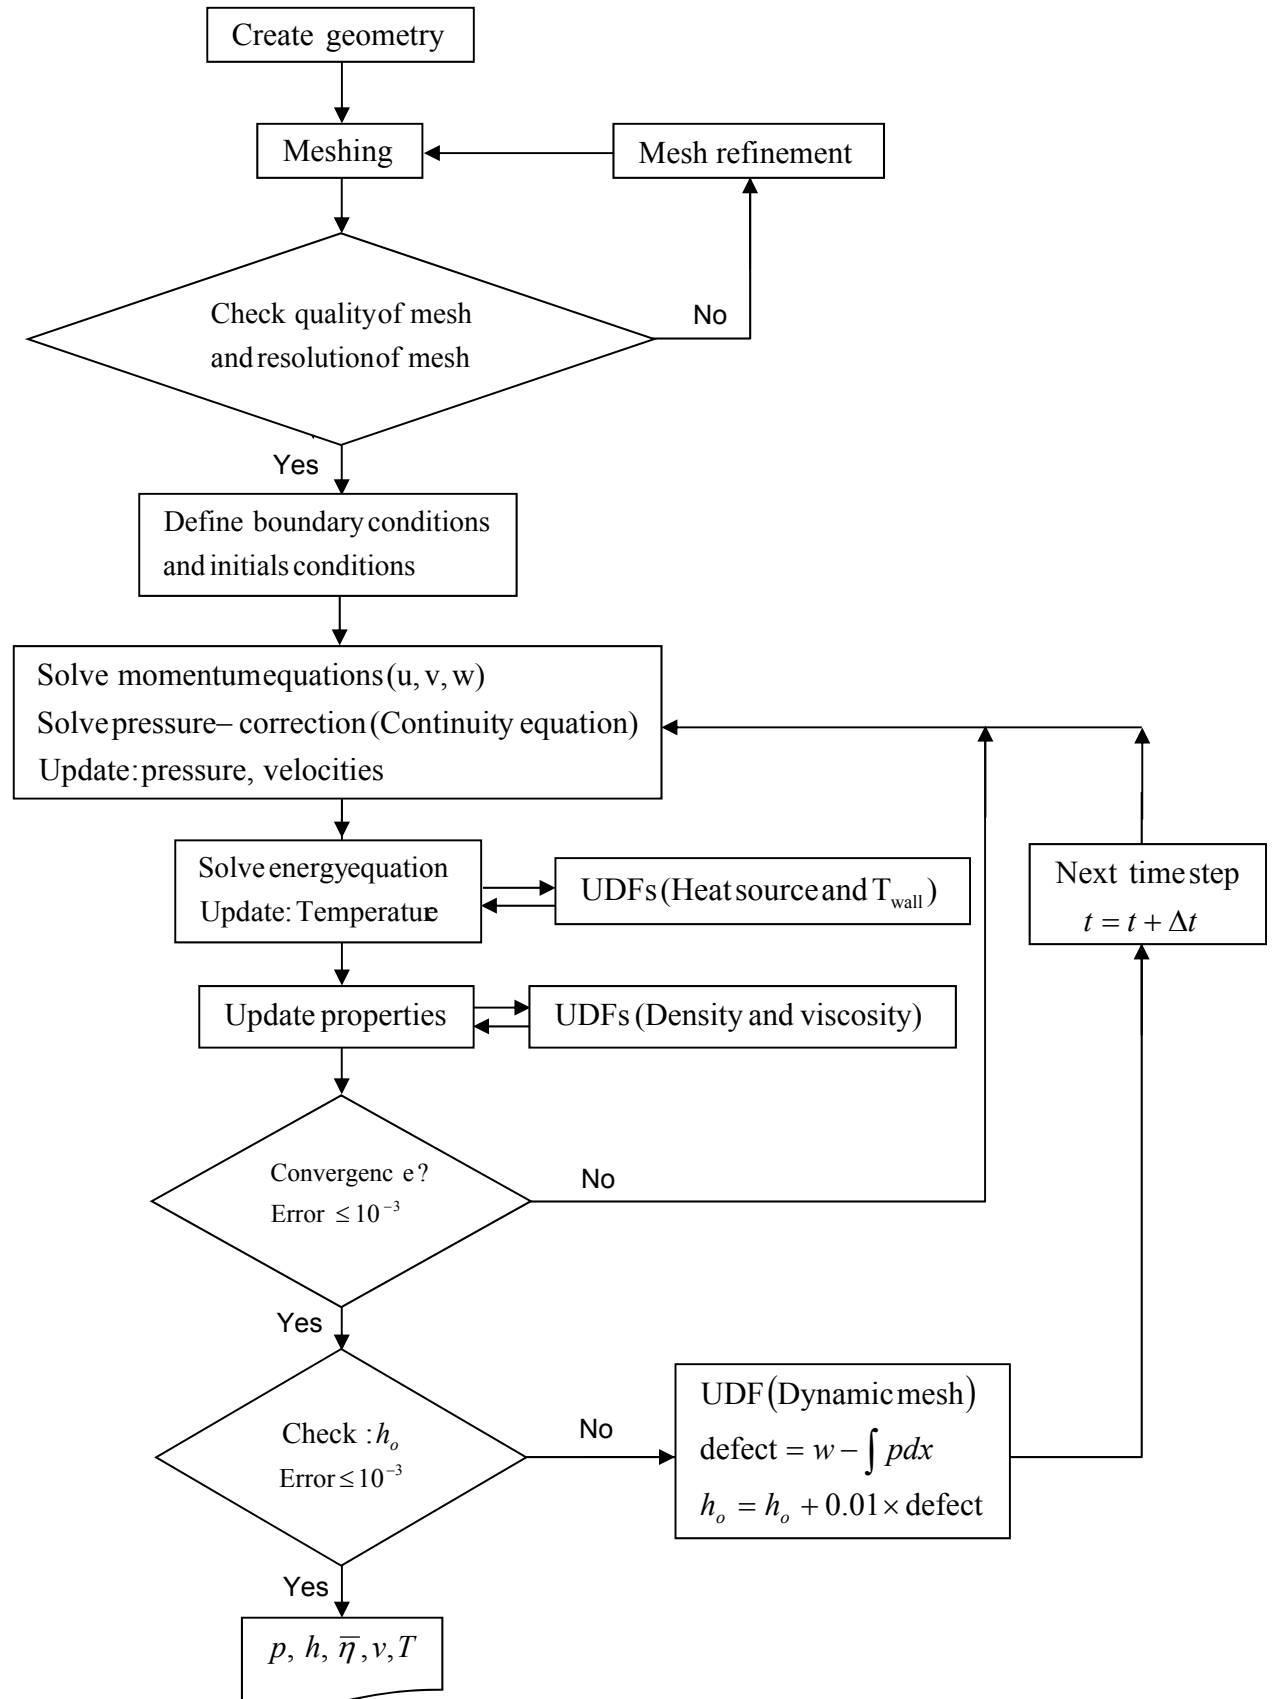 Create geometry
Meshing
Mesh refinement
Check quality of mesh
and resolution of mesh
No
Yes
Define boundary conditions
and initials conditions
Solve momentum equations (u, v, w)
Solve pressure – correction (Continuity equation)
Update: pressure, velocities
Solve energy equation
Update: Temperature
UDFs (Heat source and T_wall)
Next time step
t = t + Δt
Update properties
UDFs (Density and viscosity)
Convergenc e?
Error ≤ 10⁻³
No
Yes
Check : hₒ
Error ≤ 10⁻³
No
UDF (Dynamic mesh)
defect = w − ∫ pdx
hₒ = hₒ + 0.01 × defect
Yes
p, h, η̅, v, T